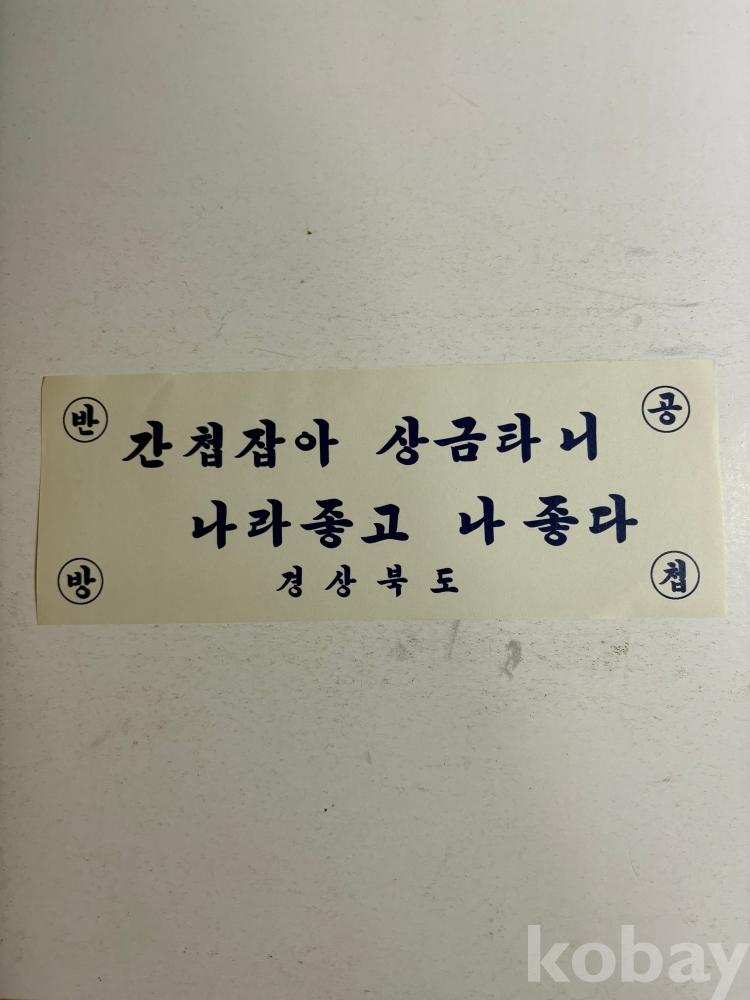 반 공
간첩잡아 상금타니
나라좋고 나 좋다
방 첩
경상북도
kobay